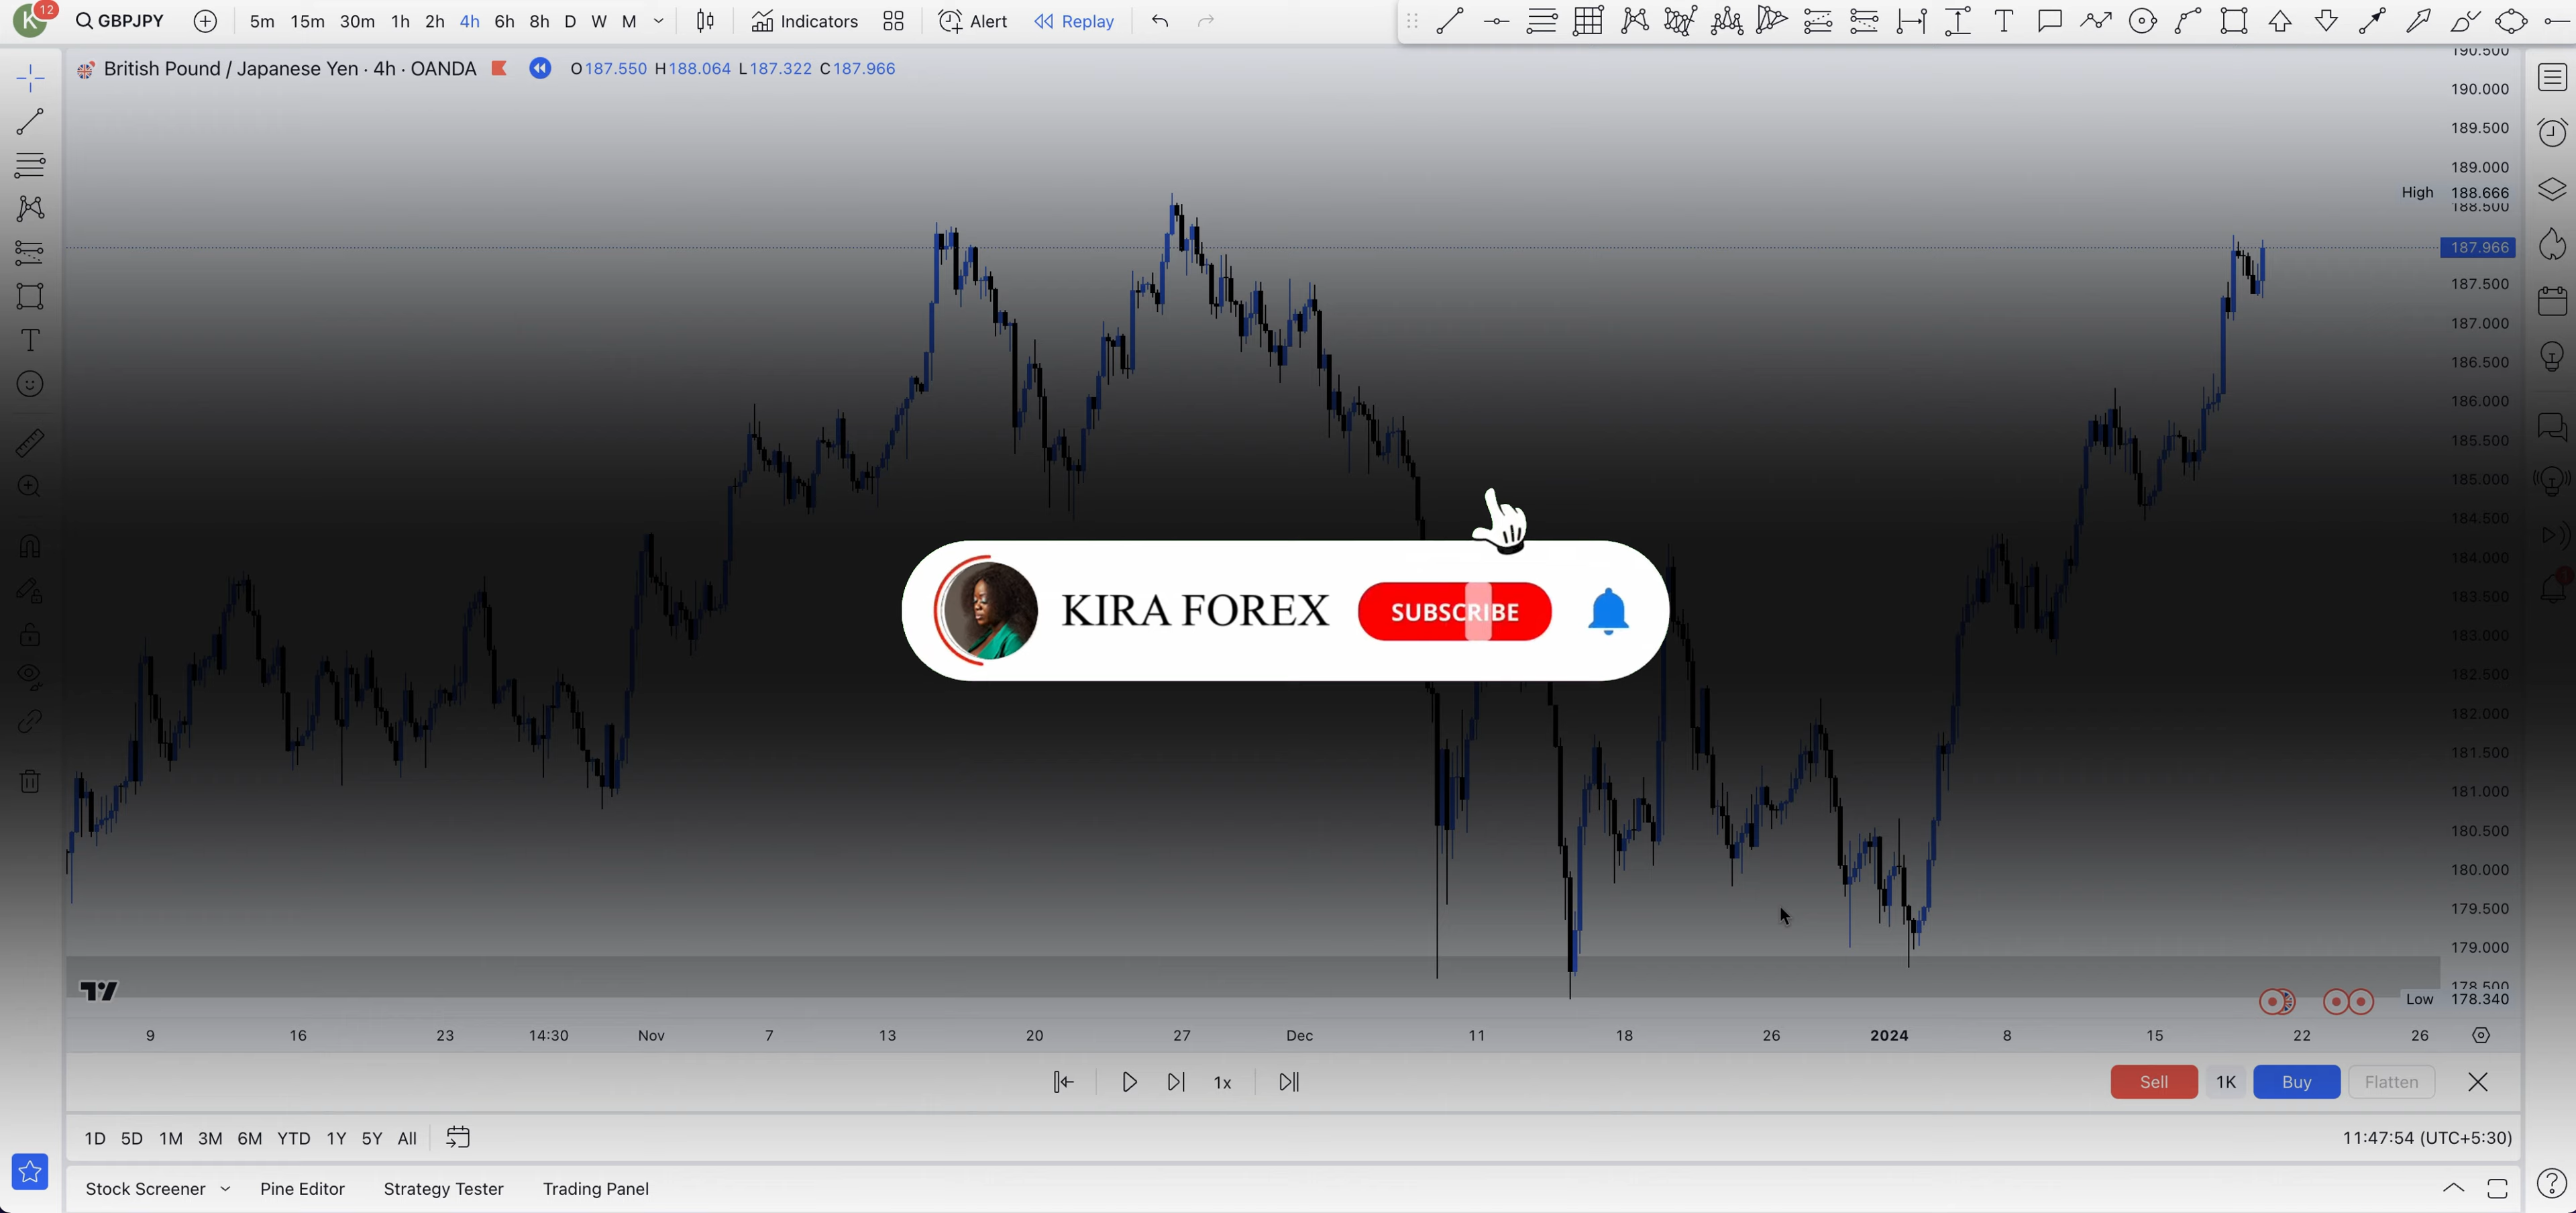 K 12 GBPJPY 5m 15m 30m 1h 2h 4h 6h 8h D W M Indicators Alert Replay
British Pound / Japanese Yen · 4h · OANDA O187.550 H188.064 L187.322 C187.966
190.500
190.000
189.500
189.000
High 188.666
188.500
187.966
187.500
187.000
186.500
186.000
185.500
185.000
184.500
184.000
183.500
183.000
182.500
182.000
181.500
181.000
180.500
180.000
179.500
179.000
178.500
Low 178.340
KIRA FOREX SUBSCRIBE
9 16 23 14:30 Nov 7 13 20 27 Dec 11 18 26 2024 8 15 22 26
1x Sell 1K Buy Flatten
1D 5D 1M 3M 6M YTD 1Y 5Y All 11:47:54 (UTC+5:30)
Stock Screener Pine Editor Strategy Tester Trading Panel